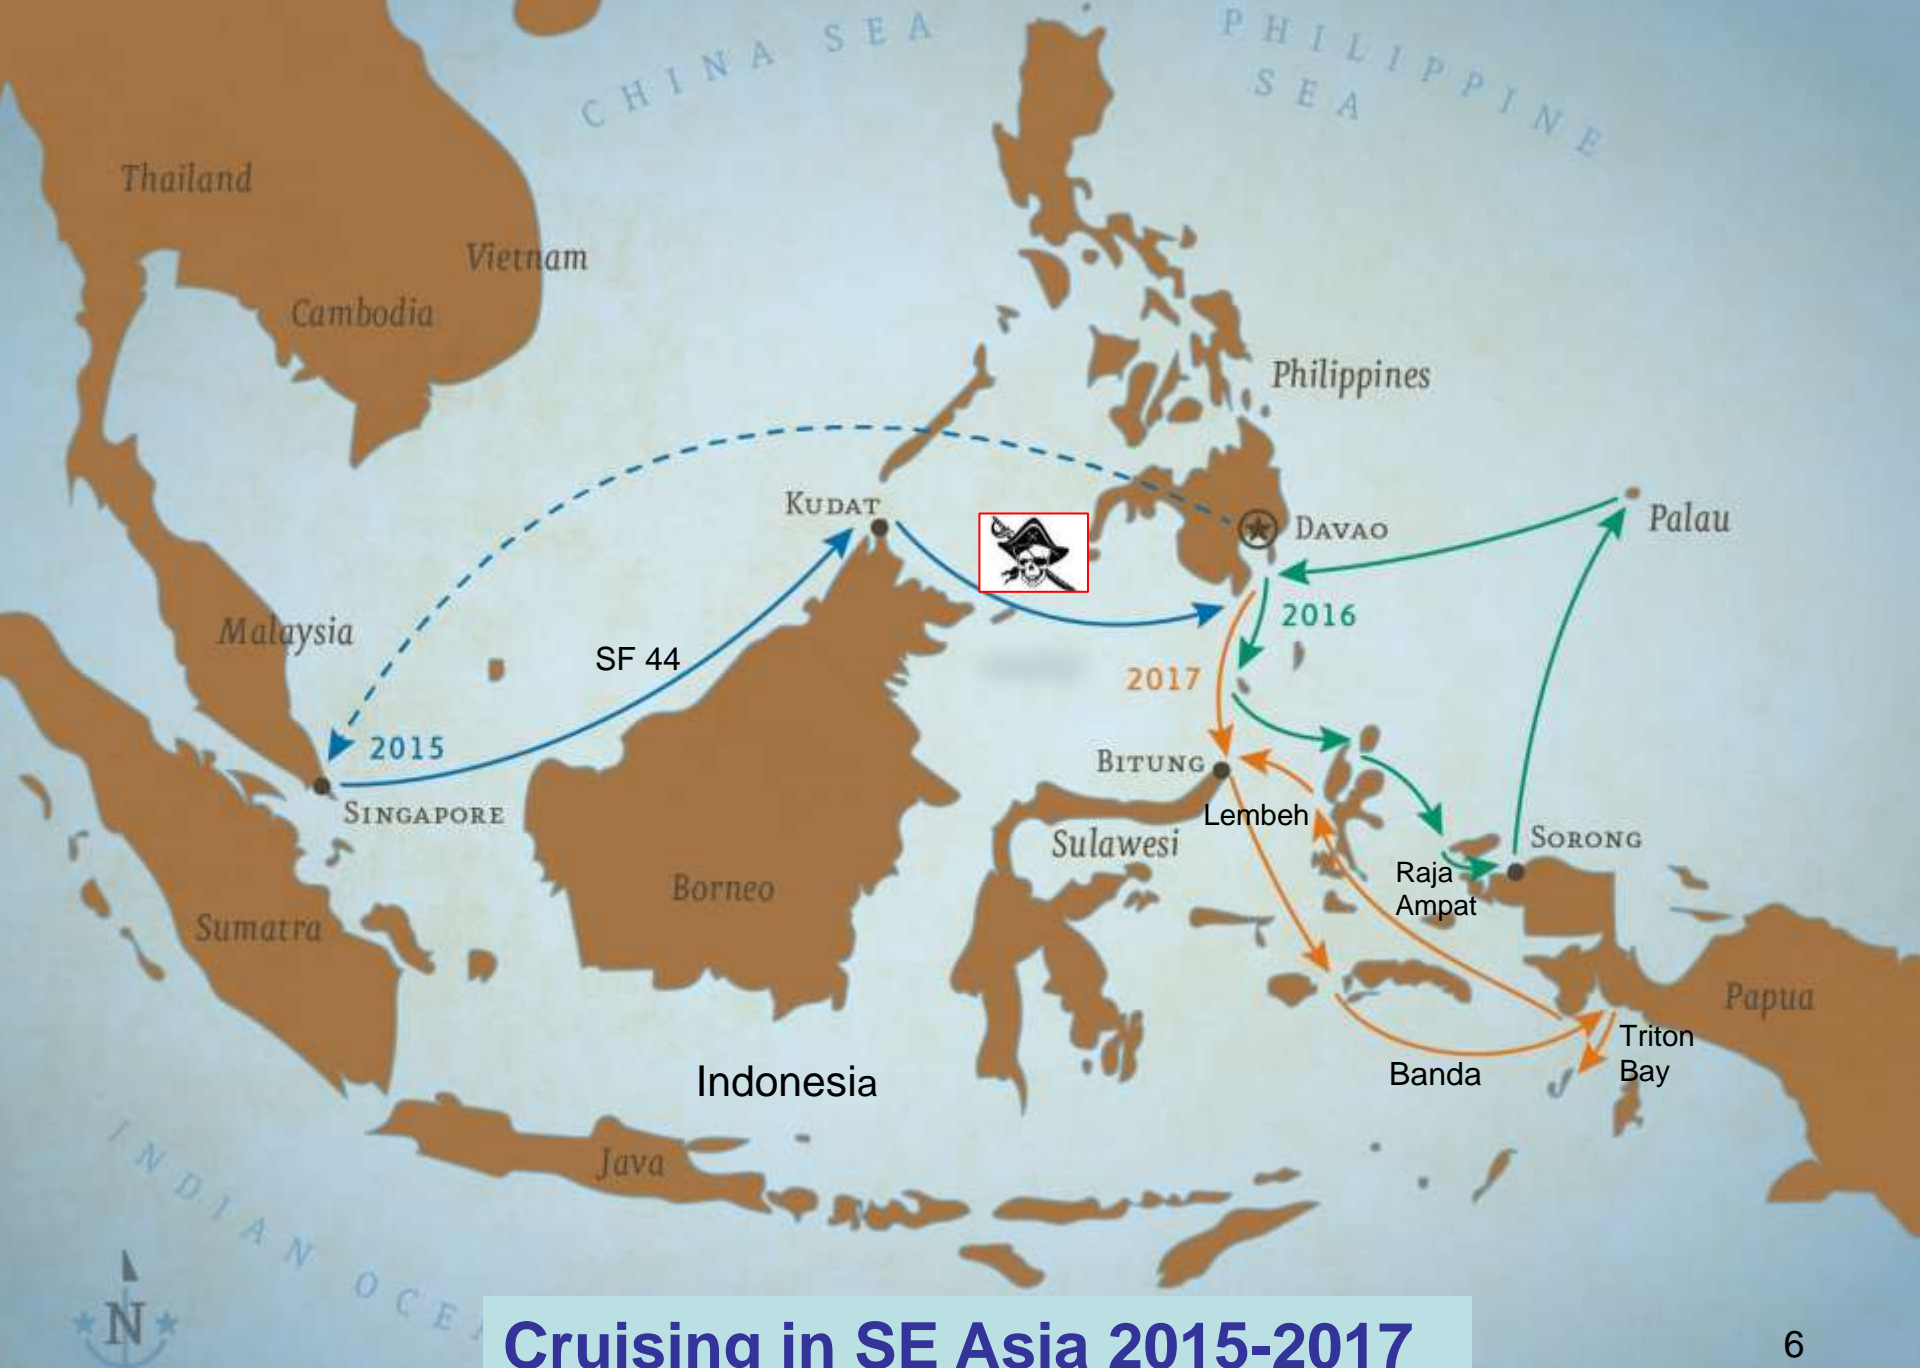 CHINA SEA
PHILIPPINE
SEA
Thailand
Vietnam
Cambodia
Philippines
KUDAT
DAVAO
Palau
2016
Malaysia
SF 44
2017
2015
BITUNG
SINGAPORE
Lembeh
Sulawesi
SORONG
Raja
Ampat
Borneo
Sumatra
Papua
Triton
Bay
Banda
Indonesia
Java
INDIAN
N
Cruising in SE Asia 2015-2017
6